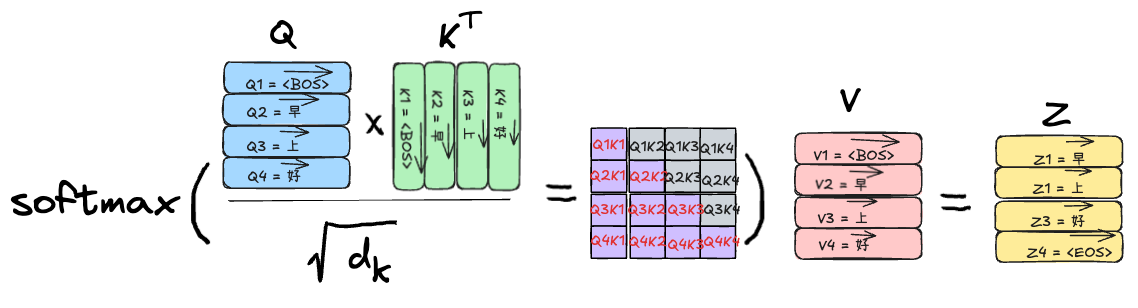 Q
K^T
Q1 = <BOS>
Q2 = 早
Q3 = 上
Q4 = 好
x
K1 = <BOS>
K2 = 早
K3 = 上
K4 = 好
softmax (
√dk
=
Q1K1 Q1K2 Q1K3 Q1K4
Q2K1 Q2K2 Q2K3 Q2K4
Q3K1 Q3K2 Q3K3 Q3K4
Q4K1 Q4K2 Q4K3 Q4K4
)
V
V1 = <BOS>
V2 = 早
V3 = 上
V4 = 好
=
Z
Z1 = 早
Z1 = 上
Z3 = 好
Z4 = <EOS>